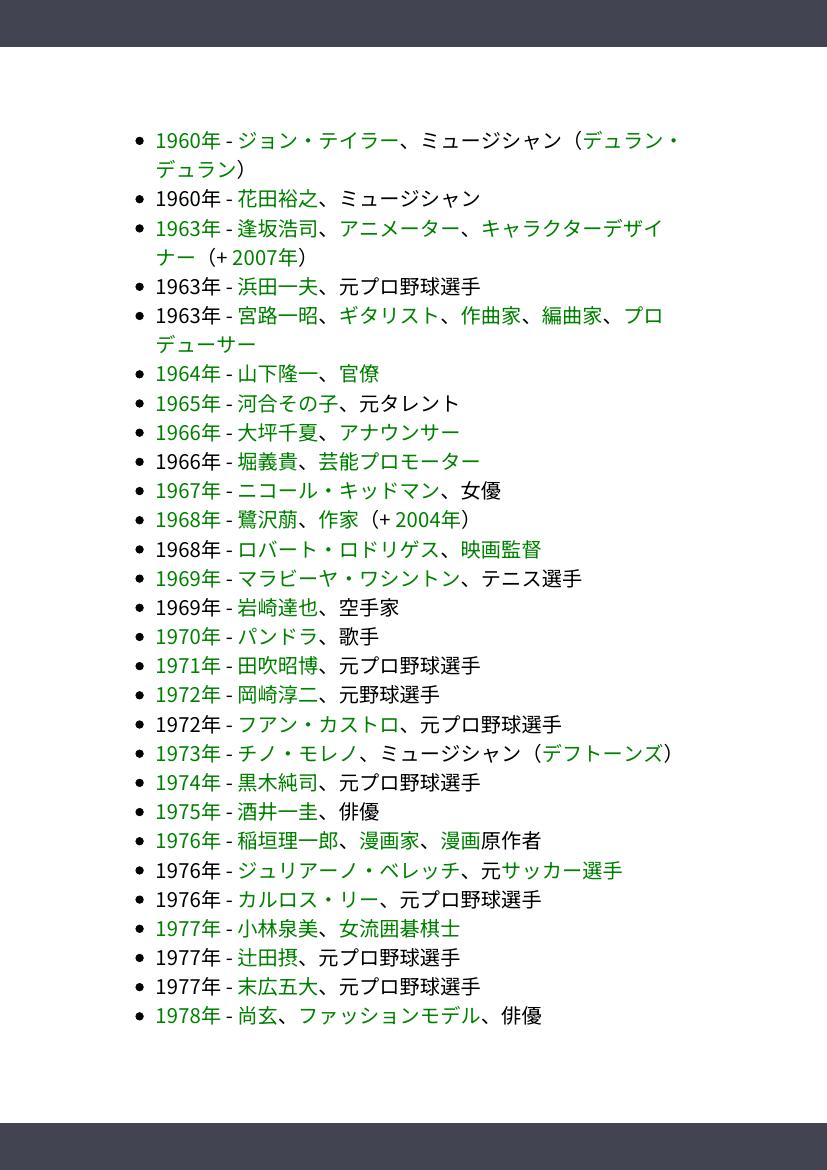 • 1960年 - ジョン・テイラー、ミュージシャン（デュラン・
デュラン）
• 1960年 - 花田裕之、ミュージシャン
• 1963年 - 逢坂浩司、アニメーター、キャラクターデザイ
ナー（+ 2007年）
• 1963年 - 浜田一夫、元プロ野球選手
• 1963年 - 宮路一昭、ギタリスト、作曲家、編曲家、プロ
デューサー
• 1964年 - 山下隆一、官僚
• 1965年 - 河合その子、元タレント
• 1966年 - 大坪千夏、アナウンサー
• 1966年 - 堀義貴、芸能プロモーター
• 1967年 - ニコール・キッドマン、女優
• 1968年 - 鷺沢萠、作家（+ 2004年）
• 1968年 - ロバート・ロドリゲス、映画監督
• 1969年 - マラビーヤ・ワシントン、テニス選手
• 1969年 - 岩崎達也、空手家
• 1970年 - パンドラ、歌手
• 1971年 - 田吹昭博、元プロ野球選手
• 1972年 - 岡崎淳二、元野球選手
• 1972年 - フアン・カストロ、元プロ野球選手
• 1973年 - チノ・モレノ、ミュージシャン（デフトーンズ）
• 1974年 - 黒木純司、元プロ野球選手
• 1975年 - 酒井一圭、俳優
• 1976年 - 稲垣理一郎、漫画家、漫画原作者
• 1976年 - ジュリアーノ・ベレッチ、元サッカー選手
• 1976年 - カルロス・リー、元プロ野球選手
• 1977年 - 小林泉美、女流囲碁棋士
• 1977年 - 辻田摂、元プロ野球選手
• 1977年 - 末広五大、元プロ野球選手
• 1978年 - 尚玄、ファッションモデル、俳優